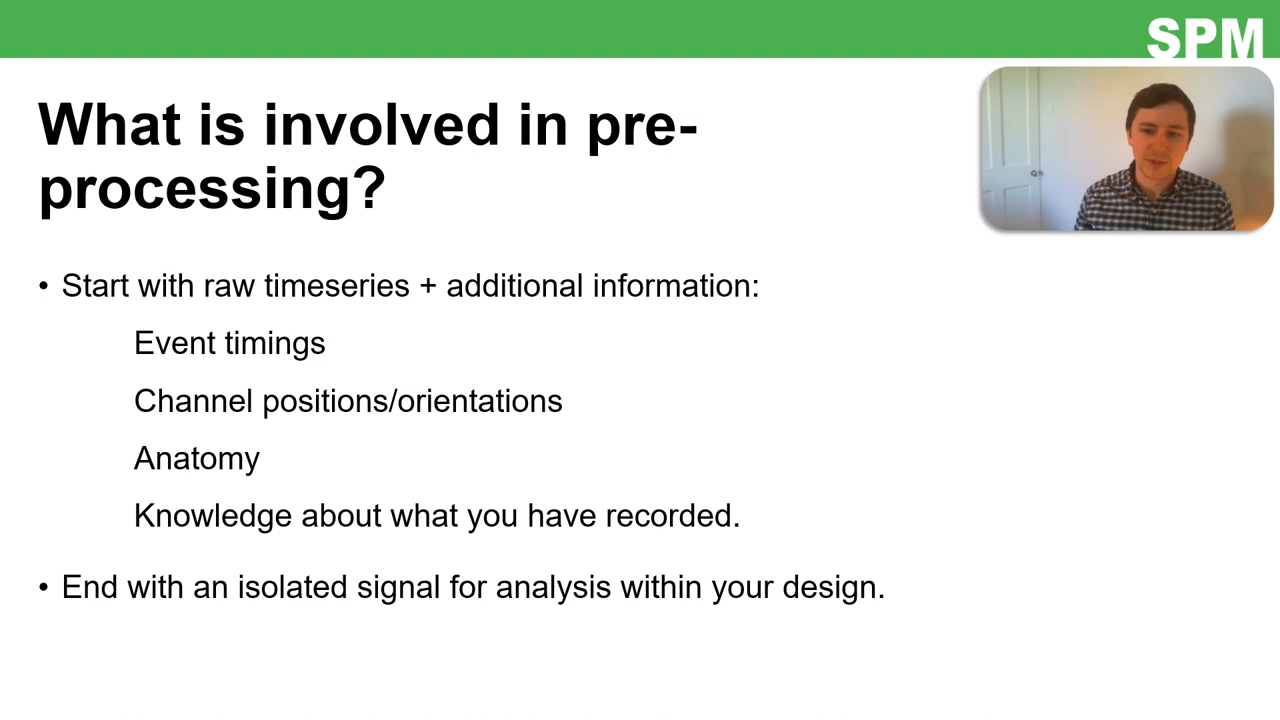 SPM
What is involved in pre-
processing?
• Start with raw timeseries + additional information:
Event timings
Channel positions/orientations
Anatomy
Knowledge about what you have recorded.
• End with an isolated signal for analysis within your design.